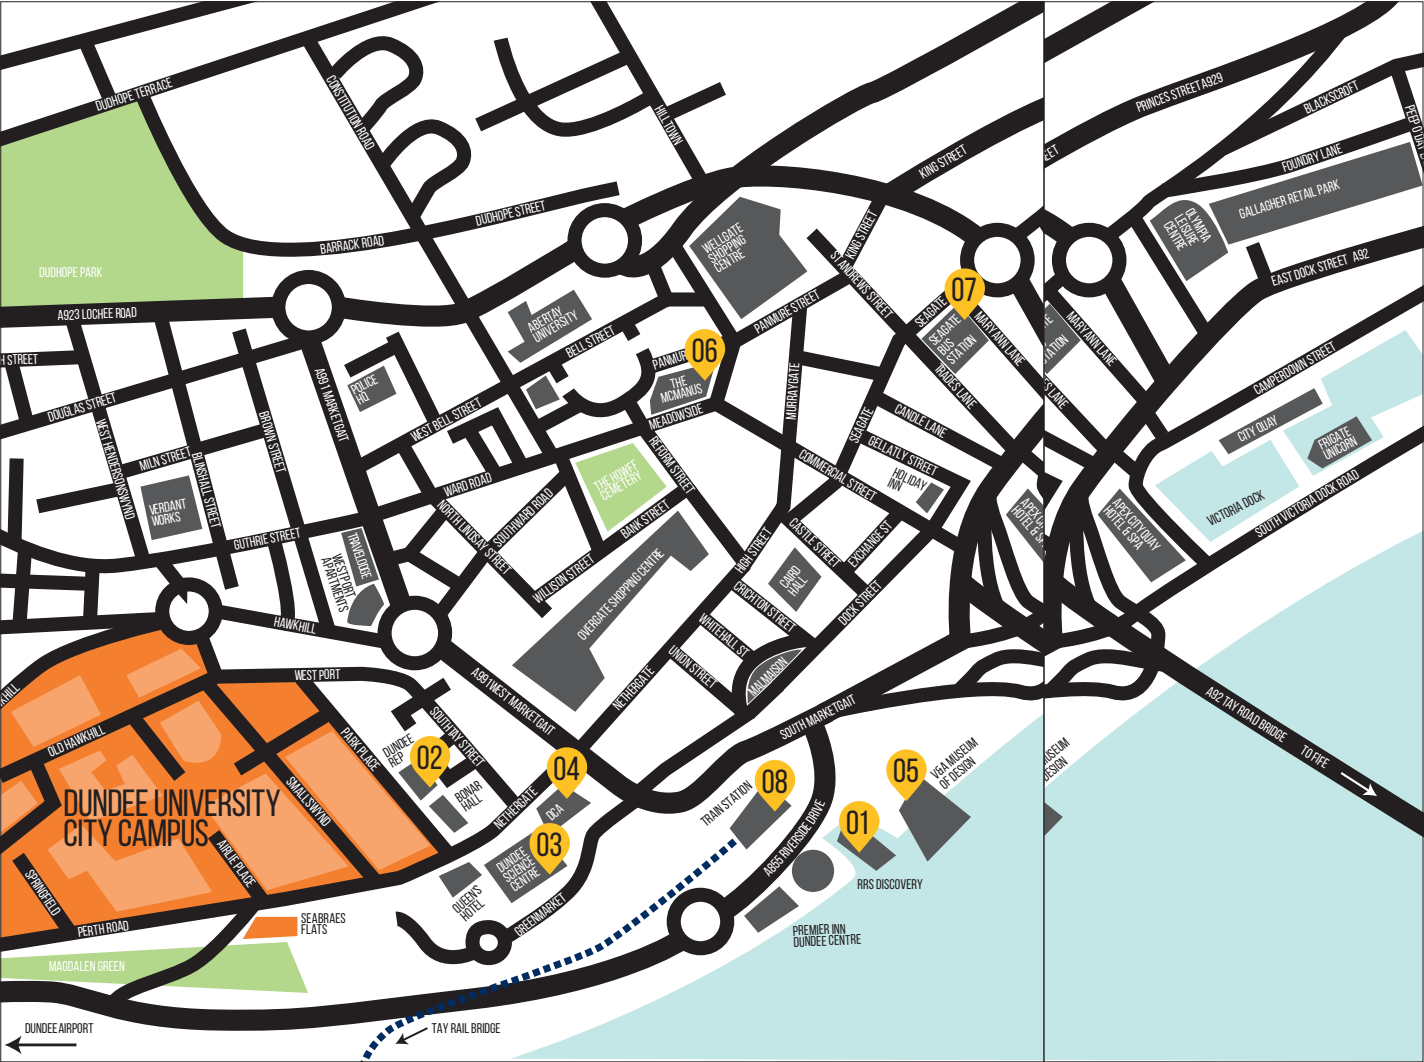 DUDHOPE TERRACE
CONSTITUTION ROAD
HILLTOWN
PRINCES STREET A929
BLACKSCROFT
KING STREET
FOUNDRY LANE
GALLAGHER RETAIL PARK
OLYMPIA
LEISURE
CENTRE
EAST DOCK STREET A92
DUDHOPE STREET
BARRACK ROAD
DUDHOPE PARK
A923 LOCHEE ROAD
WELLGATE
SHOPPING
CENTRE
KING STREET
ST ANDREWS STREET
07
SEAGATE
SEAGATE
BUS
STATION
MARY ANN LANE
MARY ANN LANE
TRADES LANE
PANMURE STREET
ABERTAY
UNIVERSITY
BELL STREET
06
THE
MCMANUS
MEADOWSIDE
MURRAYGATE
SEAGATE
CANDLE LANE
GELLATLY STREET
HOLIDAY
INN
COMMERCIAL STREET
CAMPERDOWN STREET
CITY QUAY
FRIGATE
UNICORN
VICTORIA DOCK
SOUTH VICTORIA DOCK ROAD
APEX CITY QUAY
HOTEL & SPA
DOUGLAS STREET
WEST HENDERSONS WYND
MILN STREET
BLINSHALL STREET
BROWN STREET
A991 MARKETGAIT
POLICE
HQ
WEST BELL STREET
WARD ROAD
VERDANT
WORKS
GUTHRIE STREET
TRAVELODGE
WESTPORT
APARTMENTS
HAWKHILL
NORTH LINDSAY STREET
SOUTH WARD ROAD
THE HOWFF
CEMETERY
REFORM STREET
BANK STREET
WILLISON STREET
OVERGATE SHOPPING CENTRE
HIGH STREET
CASTLE STREET
EXCHANGE ST
CAIRD
HALL
CRICHTON STREET
DOCK STREET
WHITEHALL ST
UNION STREET
MALMAISON
NETHERGATE
A991 WEST MARKETGAIT
SOUTH MARKETGAIT
A92 TAY ROAD BRIDGE
TO FIFE
WEST PORT
OLD HAWKHILL
PARK PLACE
SMALLS WYND
DUNDEE UNIVERSITY
CITY CAMPUS
AIRLIE PLACE
SPRINGFIELD
PERTH ROAD
SOUTH TAY STREET
DUNDEE
REP
02
BONAR
HALL
NETHERGATE
04
DCA
03
DUNDEE
SCIENCE
CENTRE
QUEEN'S
HOTEL
GREENMARKET
TRAIN STATION
08
A855 RIVERSIDE DRIVE
05
V&A MUSEUM
OF DESIGN
01
RRS DISCOVERY
PREMIER INN
DUNDEE CENTRE
SEABRAES
FLATS
MAGDALEN GREEN
DUNDEE AIRPORT
TAY RAIL BRIDGE